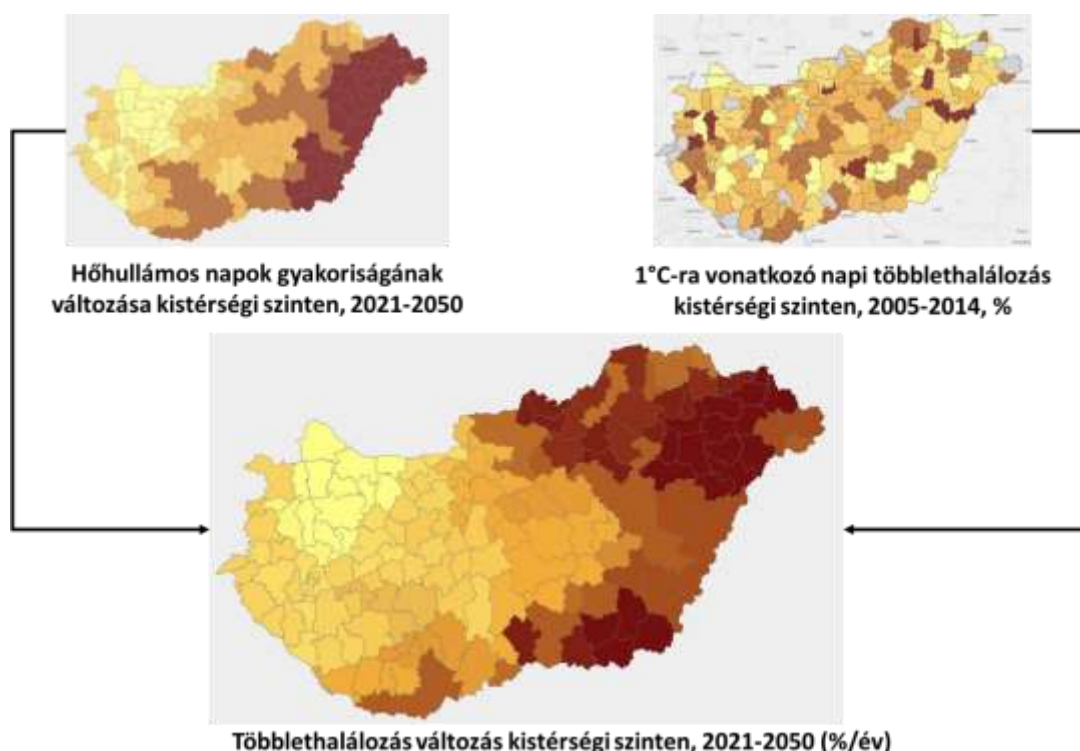 Hőhullámos napok gyakoriságának
változása kistérségi szinten, 2021-2050
1°C-ra vonatkozó napi többlethalálozás
kistérségi szinten, 2005-2014, %
Többlethalálozás változás kistérségi szinten, 2021-2050 (%/év)